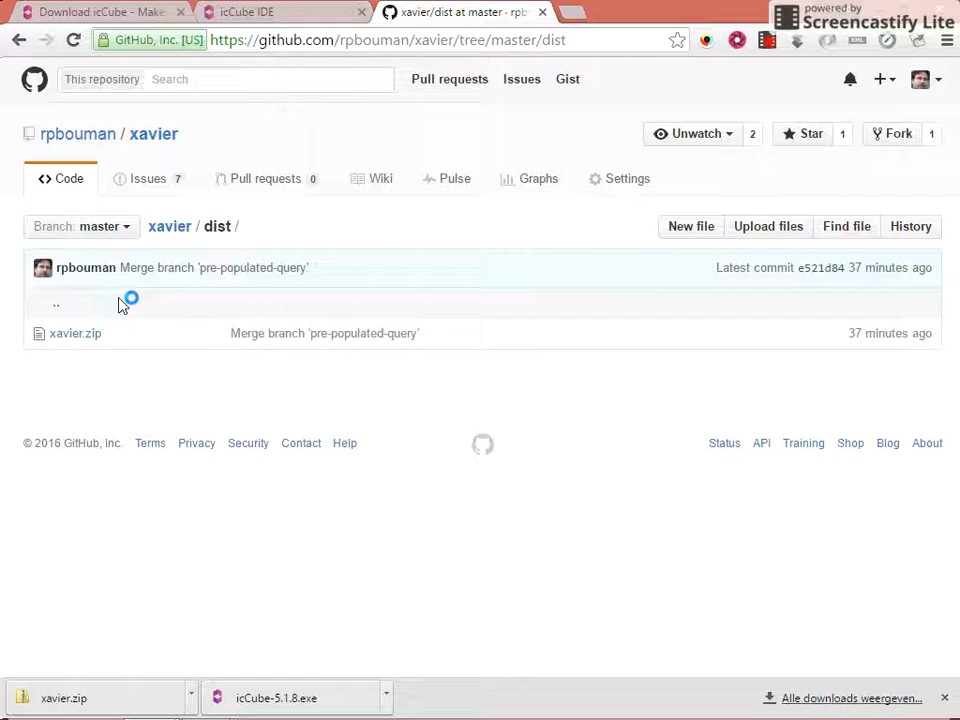 Download icCube - Make
icCube IDE
xavier/dist at master · rpb
powered by
Screencastify Lite
GitHub, Inc. [US]
https://github.com/rpbouman/xavier/tree/master/dist
This repository
Search
Pull requests
Issues
Gist
rpbouman / xavier
Unwatch
2
Star
1
Fork
1
Code
Issues
7
Pull requests
0
Wiki
Pulse
Graphs
Settings
Branch: master
xavier / dist /
New file
Upload files
Find file
History
rpbouman Merge branch 'pre-populated-query'
Latest commit e521d84 37 minutes ago
..
xavier.zip
Merge branch 'pre-populated-query'
37 minutes ago
© 2016 GitHub, Inc.
Terms
Privacy
Security
Contact
Help
Status
API
Training
Shop
Blog
About
xavier.zip
icCube-5.1.8.exe
Alle downloads weergeven...